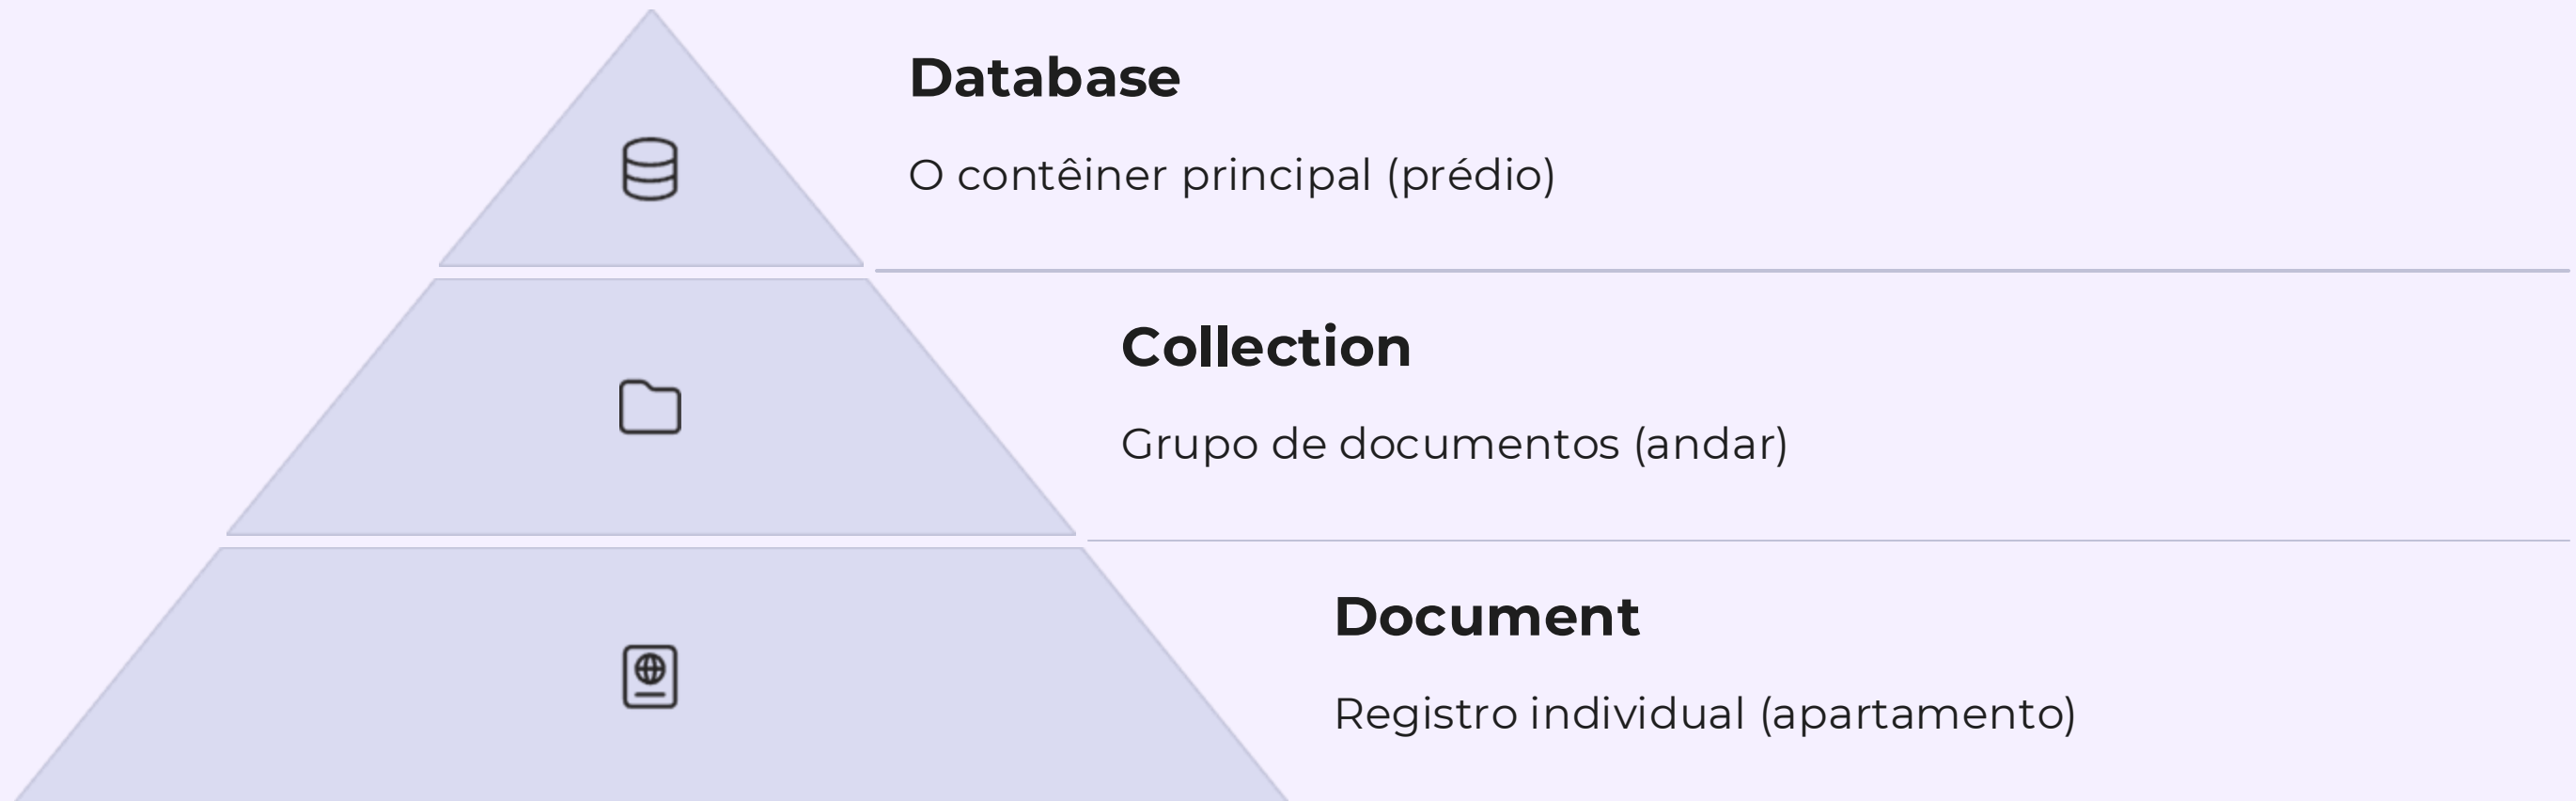 Database
O contêiner principal (prédio)
Collection
Grupo de documentos (andar)
Document
Registro individual (apartamento)